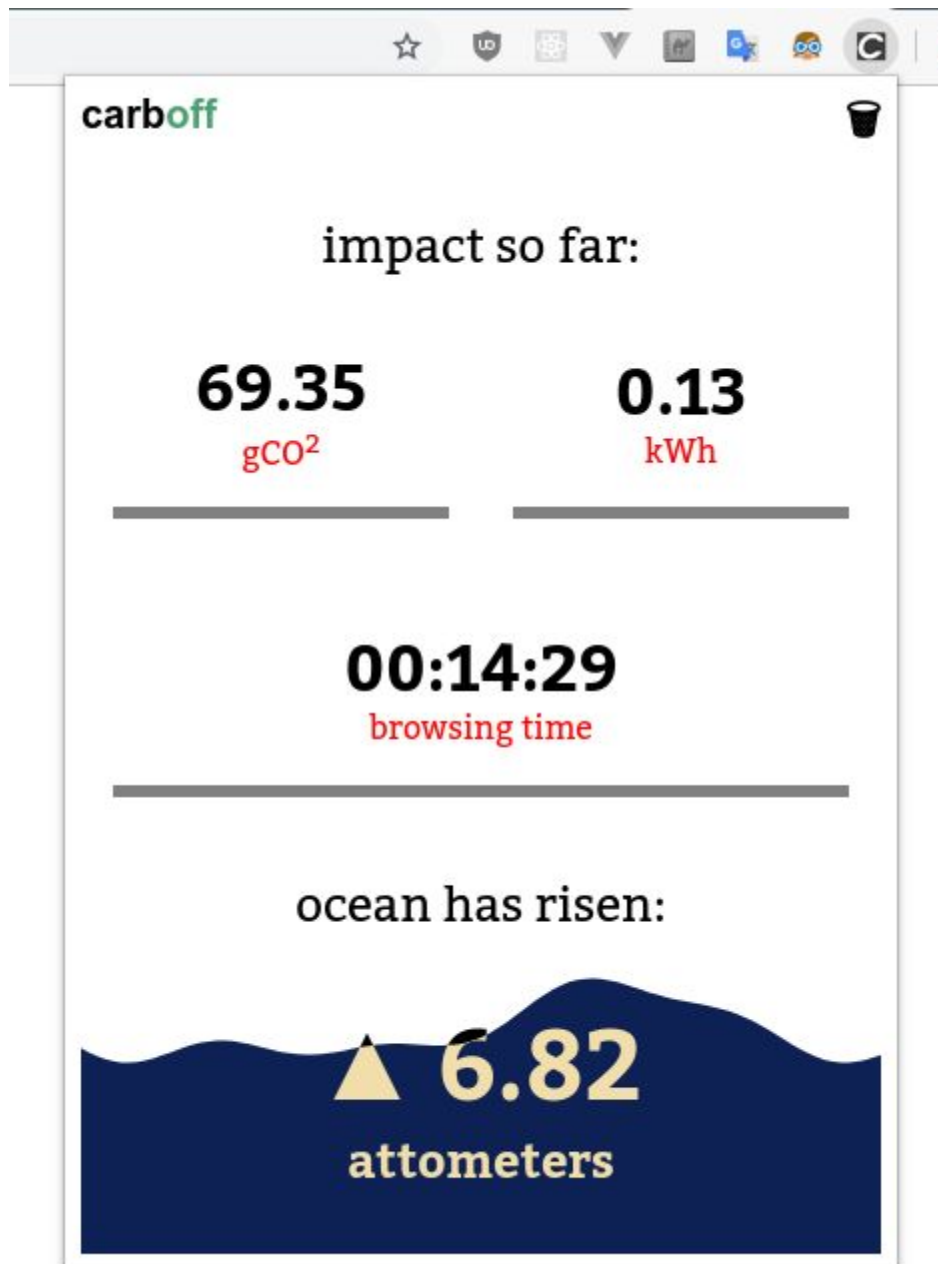 carboff
impact so far:
69.35
gCO²
0.13
kWh
00:14:29
browsing time
ocean has risen:
▲ 6.82
attometers